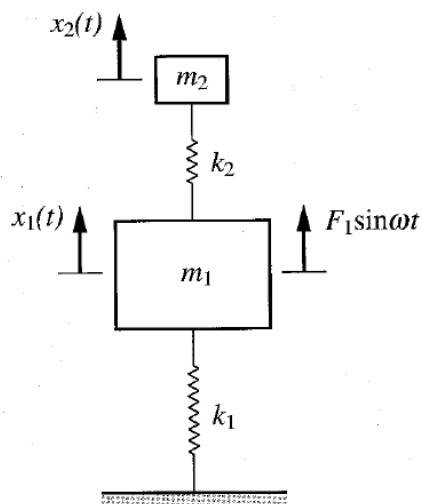 x₂(t)
m₂
k₂
x₁(t)
F₁sinωt
m₁
k₁